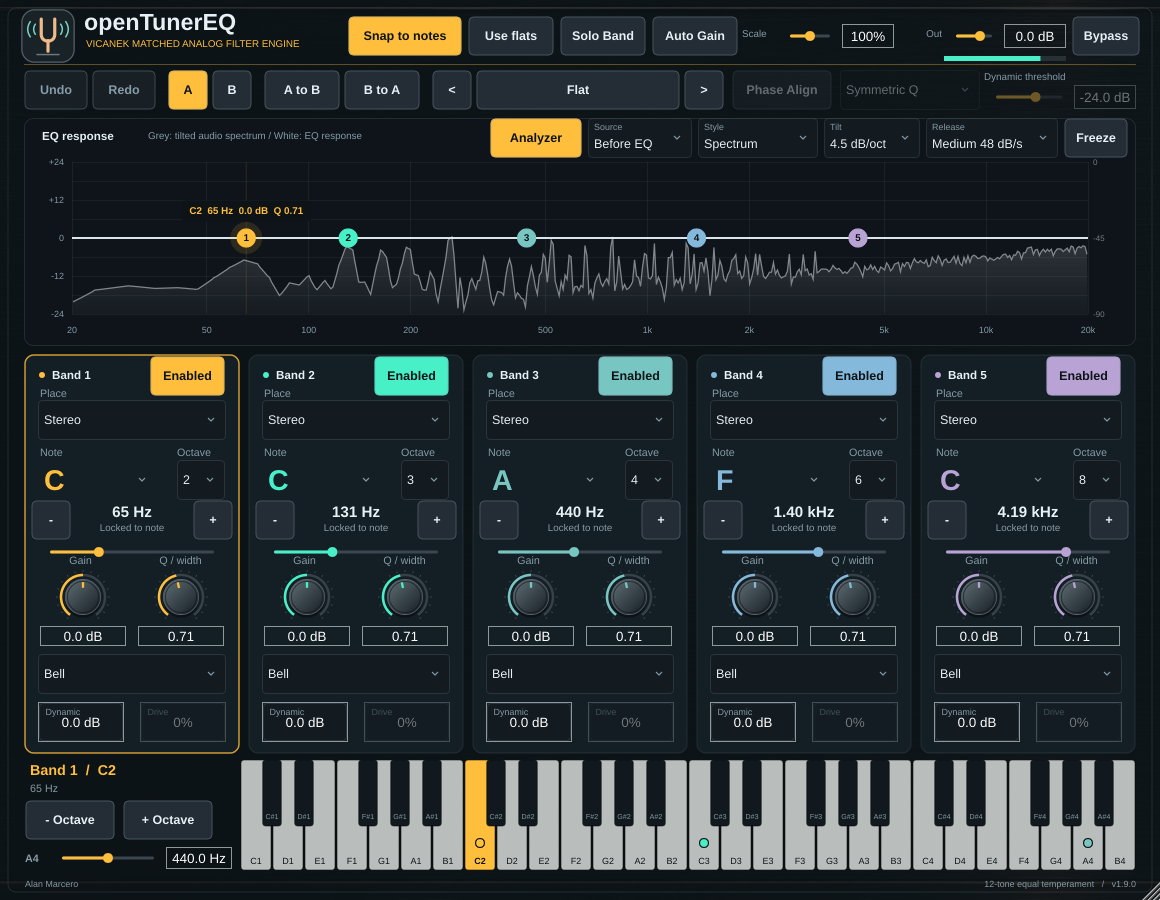 openTunerEQ
VICANEK MATCHED ANALOG FILTER ENGINE
Snap to notes Use flats Solo Band Auto Gain Scale 100% Out 0.0 dB Bypass
Undo Redo A B A to B B to A < Flat > Phase Align Symmetric Q Dynamic threshold -24.0 dB
EQ response Grey: tilted audio spectrum / White: EQ response Analyzer Source Before EQ Style Spectrum Tilt 4.5 dB/oct Release Medium 48 dB/s Freeze
+24 0
+12
C2 65 Hz 0.0 dB Q 0.71
0 1 2 3 4 5 -45
-12
-24 -90
20 50 100 200 500 1k 2k 5k 10k 20k
Band 1 Enabled Band 2 Enabled Band 3 Enabled Band 4 Enabled Band 5 Enabled
Place Place Place Place Place
Stereo Stereo Stereo Stereo Stereo
Note Octave Note Octave Note Octave Note Octave Note Octave
C 2 C 3 A 4 F 6 C 8
- 65 Hz + - 131 Hz + - 440 Hz + - 1.40 kHz + - 4.19 kHz +
Locked to note Locked to note Locked to note Locked to note Locked to note
Gain Q / width Gain Q / width Gain Q / width Gain Q / width Gain Q / width
0.0 dB 0.71 0.0 dB 0.71 0.0 dB 0.71 0.0 dB 0.71 0.0 dB 0.71
Bell Bell Bell Bell Bell
Dynamic Drive Dynamic Drive Dynamic Drive Dynamic Drive Dynamic Drive
0.0 dB 0% 0.0 dB 0% 0.0 dB 0% 0.0 dB 0% 0.0 dB 0%
Band 1 / C2
65 Hz
- Octave + Octave
C#1 D#1 F#1 G#1 A#1 C#2 D#2 F#2 G#2 A#2 C#3 D#3 F#3 G#3 A#3 C#4 D#4 F#4 G#4 A#4
A4 440.0 Hz
C1 D1 E1 F1 G1 A1 B1 C2 D2 E2 F2 G2 A2 B2 C3 D3 E3 F3 G3 A3 B3 C4 D4 E4 F4 G4 A4 B4
Alan Marcero 12-tone equal temperament / v1.9.0